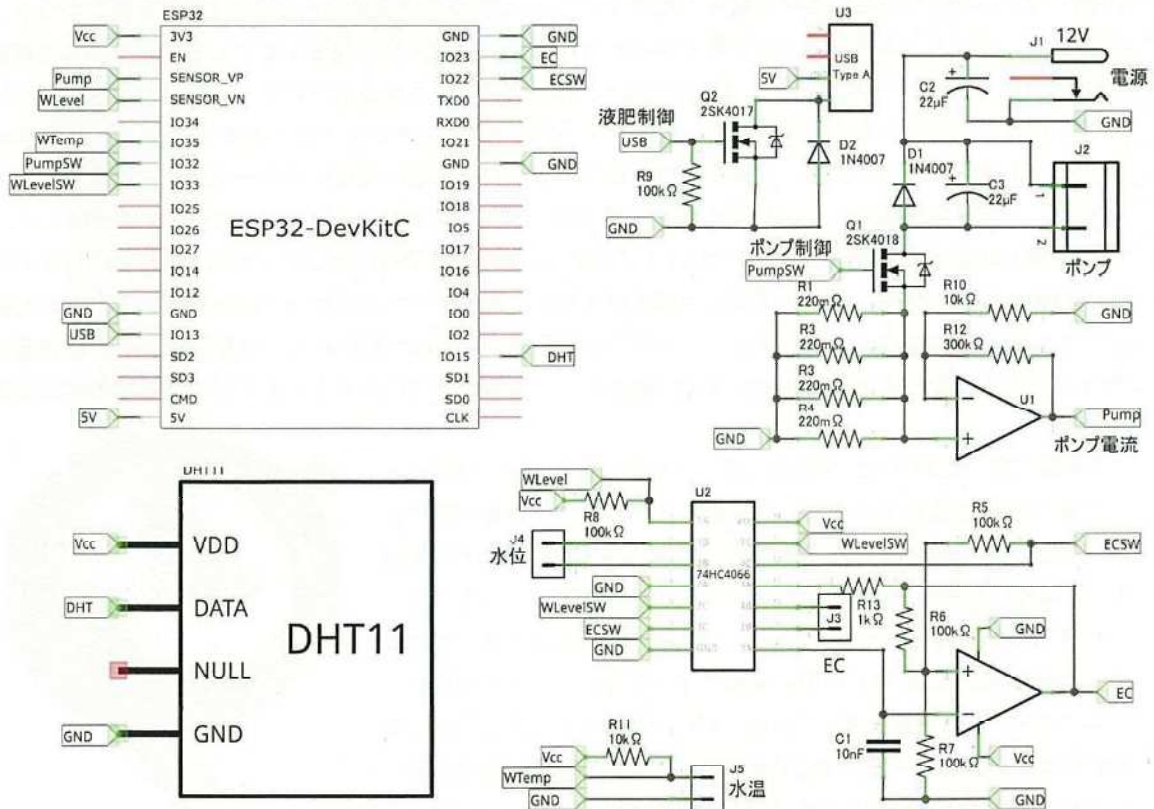 ESP32
Vcc
Pump
WLevel
WTemp
PumpSW
WLevelSW
GND
USB
5V
3V3
EN
SENSOR_VP
SENSOR_VN
IO34
IO35
IO32
IO33
IO25
IO26
IO27
IO14
IO12
GND
IO13
SD2
SD3
CMD
5V
ESP32-DevKitC
GND
IO23
IO22
TXD0
RXD0
IO21
GND
IO19
IO18
IO5
IO17
IO16
IO4
IO0
IO2
IO15
SD1
SD0
CLK
GND
EC
ECSW
GND
DHT
U3
USB
Type A
5V
Q2
2SK4017
液肥制御
USB
R9
100kΩ
GND
D2
1N4007
J1
12V
電源
C2
22μF
GND
J2
D1
1N4007
C3
22μF
1
2
ポンプ
Q1
2SK4018
ポンプ制御
PumpSW
R1
220mΩ
R3
220mΩ
R3
220mΩ
R4
220mΩ
GND
R10
10kΩ
GND
R12
300kΩ
U1
Pump
ポンプ電流
DHT11
Vcc
VDD
DHT
DATA
NULL
GND
GND
DHT11
WLevel
Vcc
R8
100kΩ
J4
水位
GND
WLevelSW
ECSW
GND
U2
74HC4066
Vcc
WLevelSW
R5
100kΩ
ECSW
R13
1kΩ
J3
EC
R6
100kΩ
GND
EC
C1
10nF
R7
100kΩ
Vcc
GND
R11
10kΩ
Vcc
WTemp
GND
J5
水温